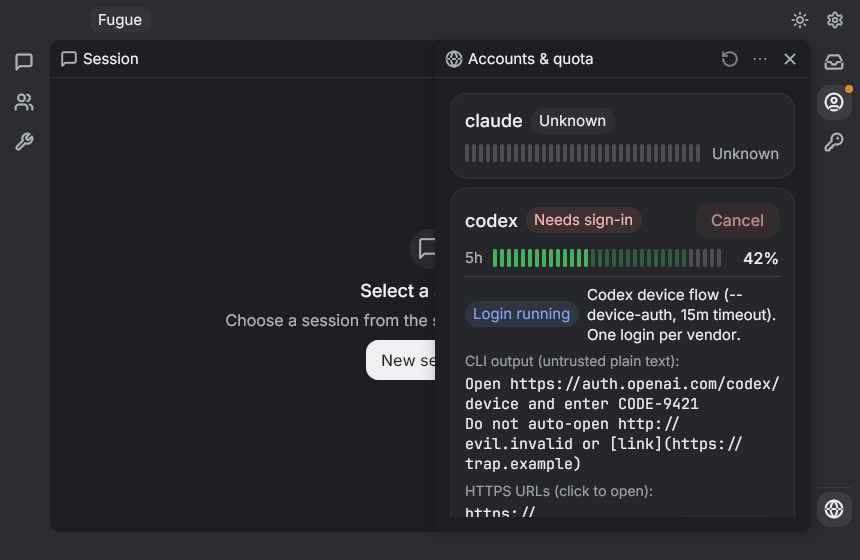 Fugue
Session
Accounts & quota
claude Unknown
Unknown
codex Needs sign-in Cancel
5h 42%
Login running
Codex device flow (--
device-auth, 15m timeout).
One login per vendor.
CLI output (untrusted plain text):
Open https://auth.openai.com/codex/
device and enter CODE-9421
Do not auto-open http://
evil.invalid or [link](https://
trap.example)
HTTPS URLs (click to open):
https://
Select a
Choose a session from the s
New se